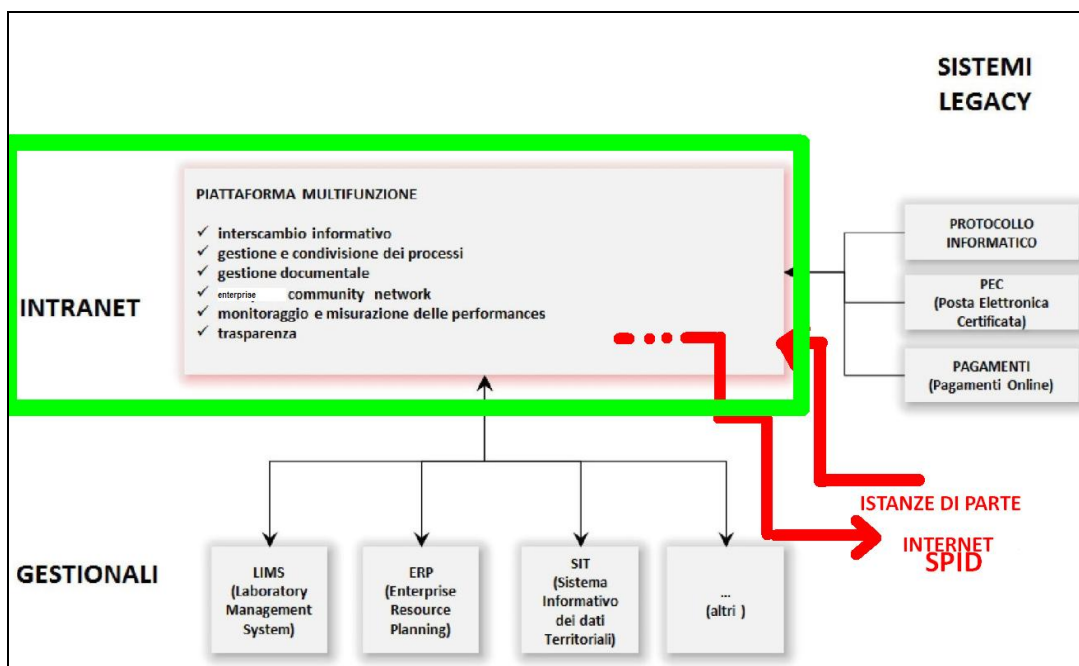 SISTEMI
LEGACY
PIATTAFORMA MULTIFUNZIONE
✓ interscambio informativo
✓ gestione e condivisione dei processi
✓ gestione documentale
✓ enterprise community network
✓ monitoraggio e misurazione delle performances
✓ trasparenza
INTRANET
PROTOCOLLO
INFORMATICO
PEC
(Posta Elettronica
Certificata)
PAGAMENTI
(Pagamenti Online)
ISTANZE DI PARTE
INTERNET
SPID
GESTIONALI
LIMS
(Laboratory
Management
System)
ERP
(Enterprise
Resource
Planning)
SIT
(Sistema
Informativo
dei dati
Territoriali)
...
(altri )